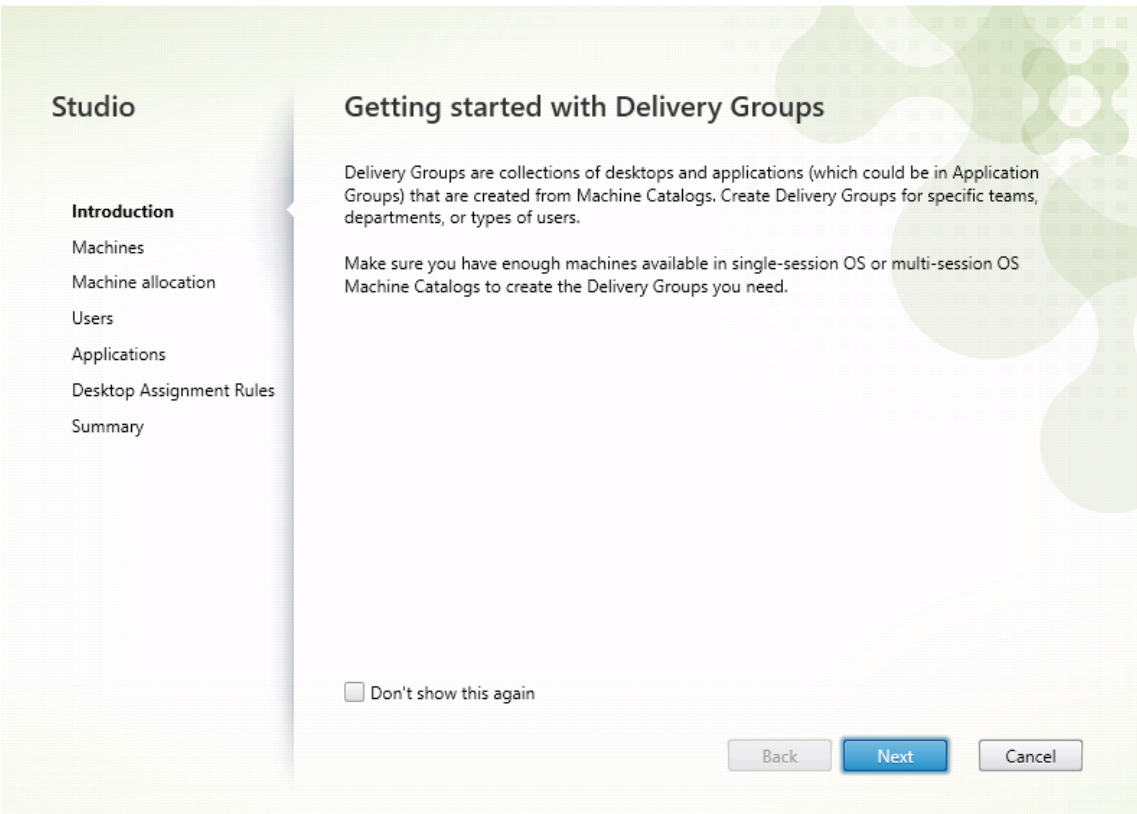 Studio
Introduction
Machines
Machine allocation
Users
Applications
Desktop Assignment Rules
Summary
Getting started with Delivery Groups
Delivery Groups are collections of desktops and applications (which could be in Application
Groups) that are created from Machine Catalogs. Create Delivery Groups for specific teams,
departments, or types of users.
Make sure you have enough machines available in single-session OS or multi-session OS
Machine Catalogs to create the Delivery Groups you need.
Don't show this again
Back
Next
Cancel